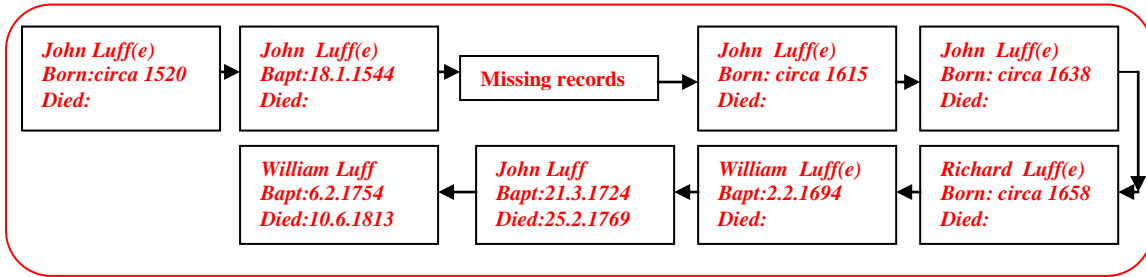 John Luff(e)
Born:circa 1520
Died:
John Luff(e)
Bapt:18.1.1544
Died:
Missing records
John Luff(e)
Born: circa 1615
Died:
John Luff(e)
Born: circa 1638
Died:
Richard Luff(e)
Born: circa 1658
Died:
William Luff(e)
Bapt:2.2.1694
Died:
John Luff
Bapt:21.3.1724
Died:25.2.1769
William Luff
Bapt:6.2.1754
Died:10.6.1813